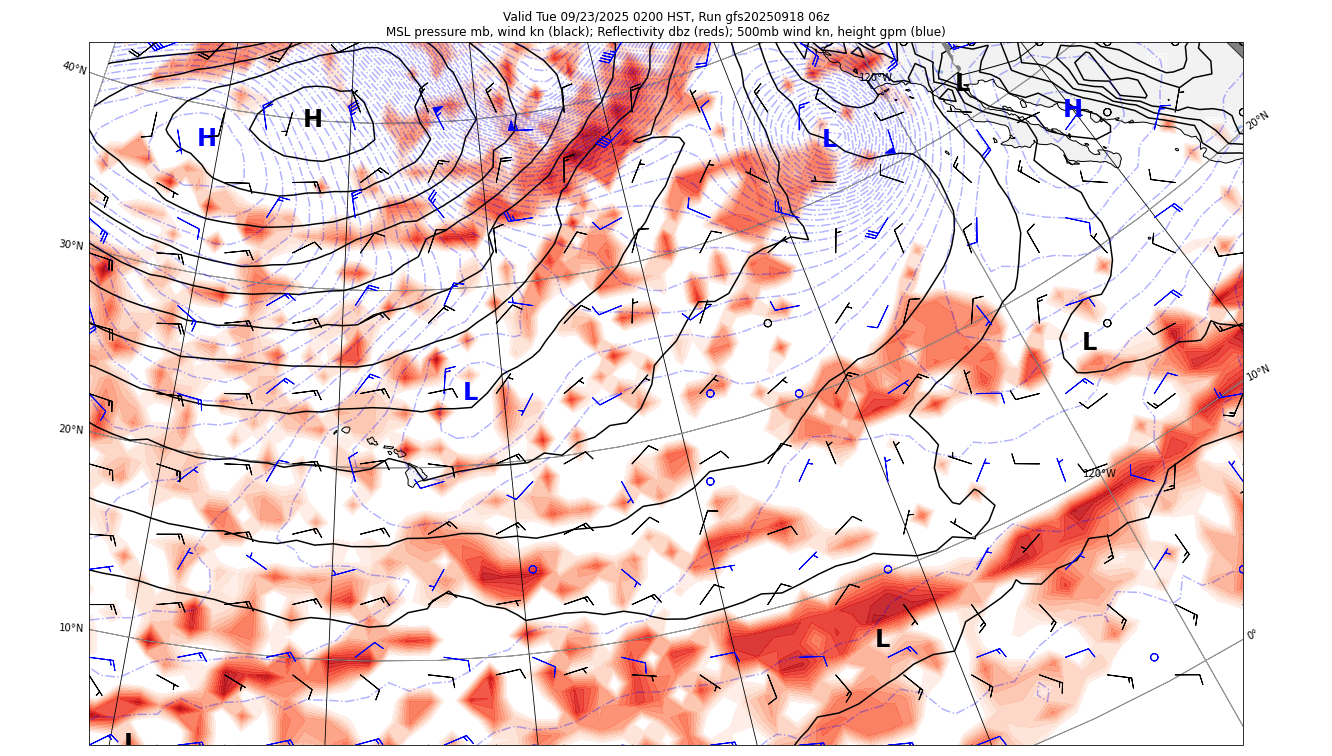 Valid Tue 09/23/2025 0200 HST, Run gfs20250918 06z
MSL pressure mb, wind kn (black); Reflectivity dbz (reds); 500mb wind kn, height gpm (blue)
40°N
120°W
L
H
H
H
L
20°N
30°N
L
10°N
L
20°N
120°W
10°N
L
0°
L